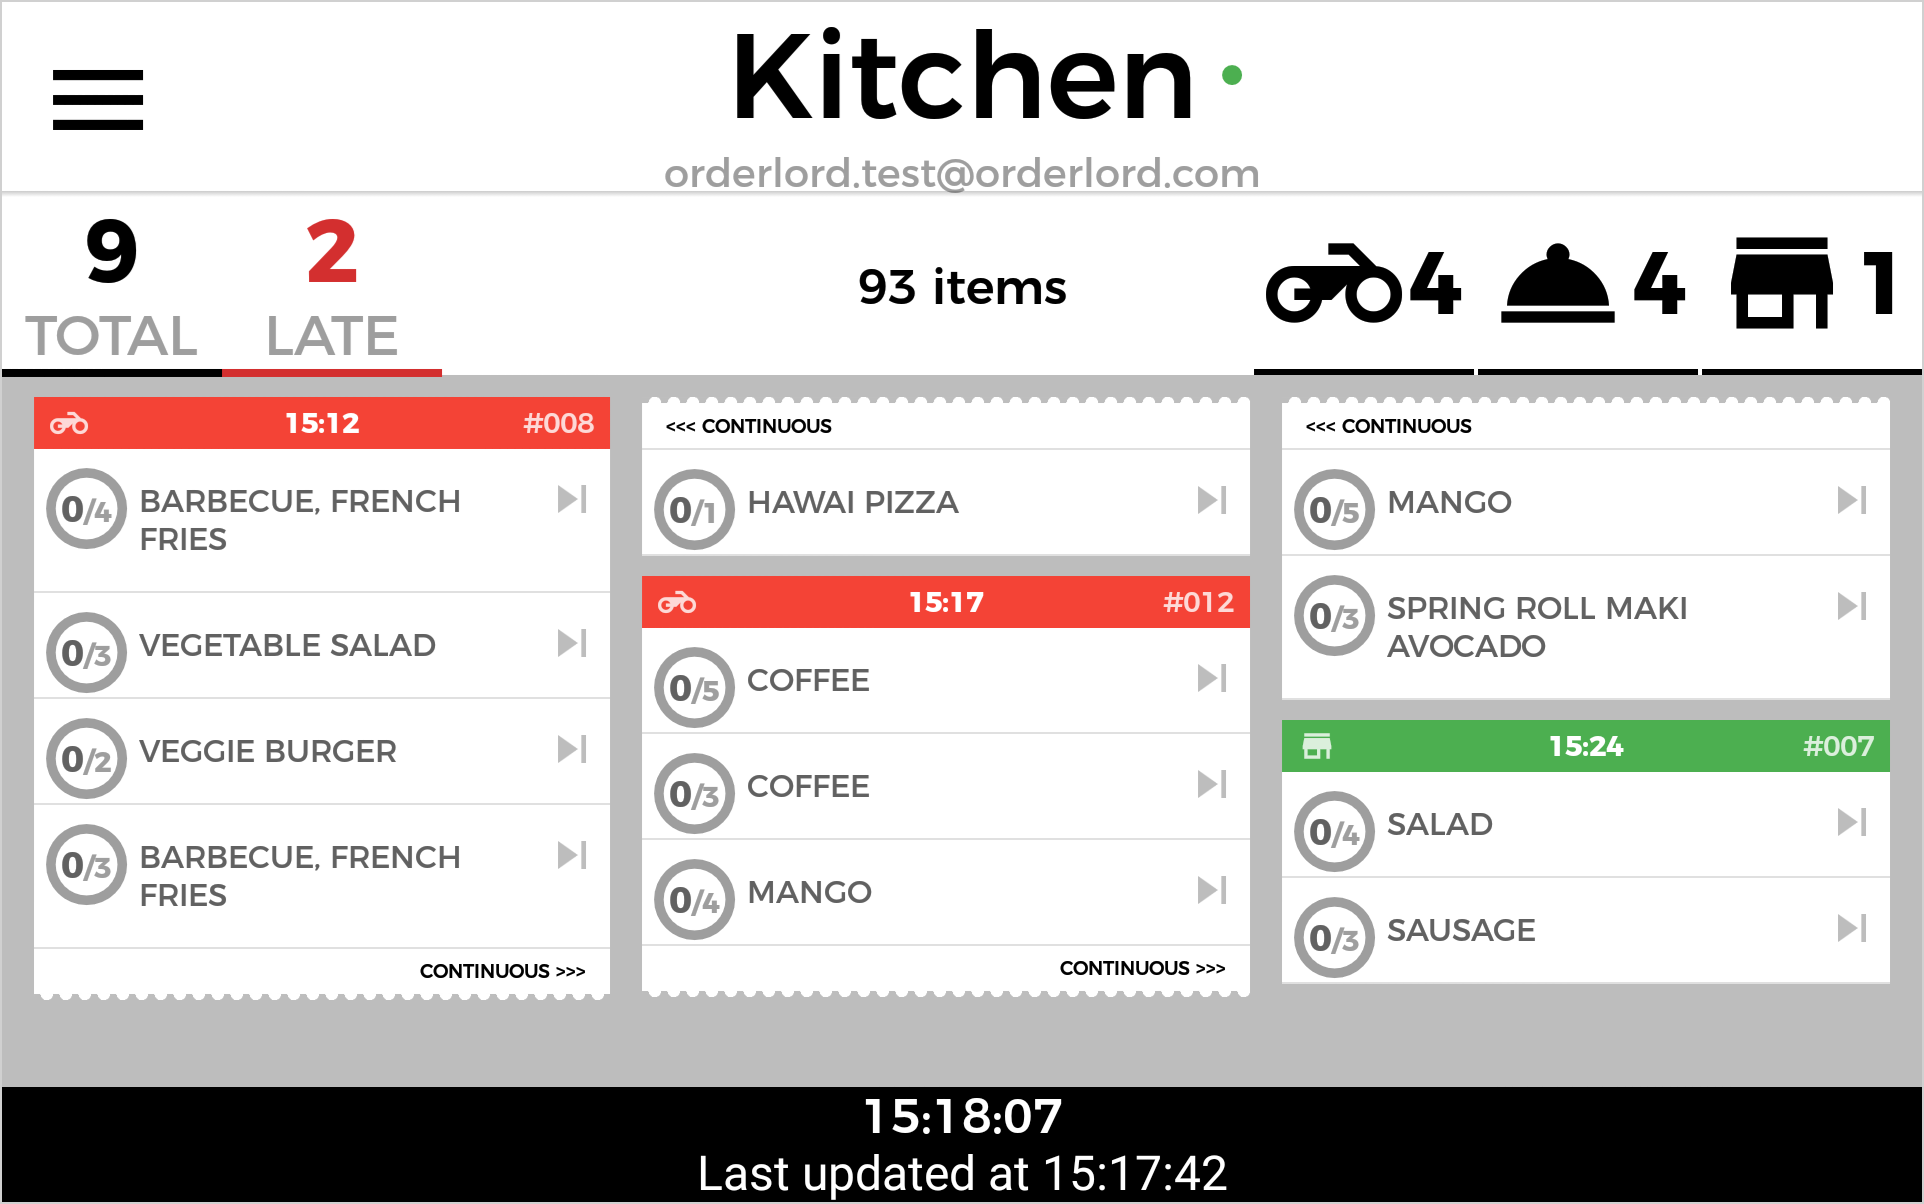 Kitchen
orderlord.test@orderlord.com
9
TOTAL
2
LATE
93 items
4
4
1
15:12 #008
0/4 BARBECUE, FRENCH
FRIES
0/3 VEGETABLE SALAD
0/2 VEGGIE BURGER
0/3 BARBECUE, FRENCH
FRIES
CONTINUOUS >>>
<<< CONTINUOUS
0/1 HAWAI PIZZA
15:17 #012
0/5 COFFEE
0/3 COFFEE
0/4 MANGO
CONTINUOUS >>>
<<< CONTINUOUS
0/5 MANGO
0/3 SPRING ROLL MAKI
AVOCADO
15:24 #007
0/4 SALAD
0/3 SAUSAGE
15:18:07
Last updated at 15:17:42